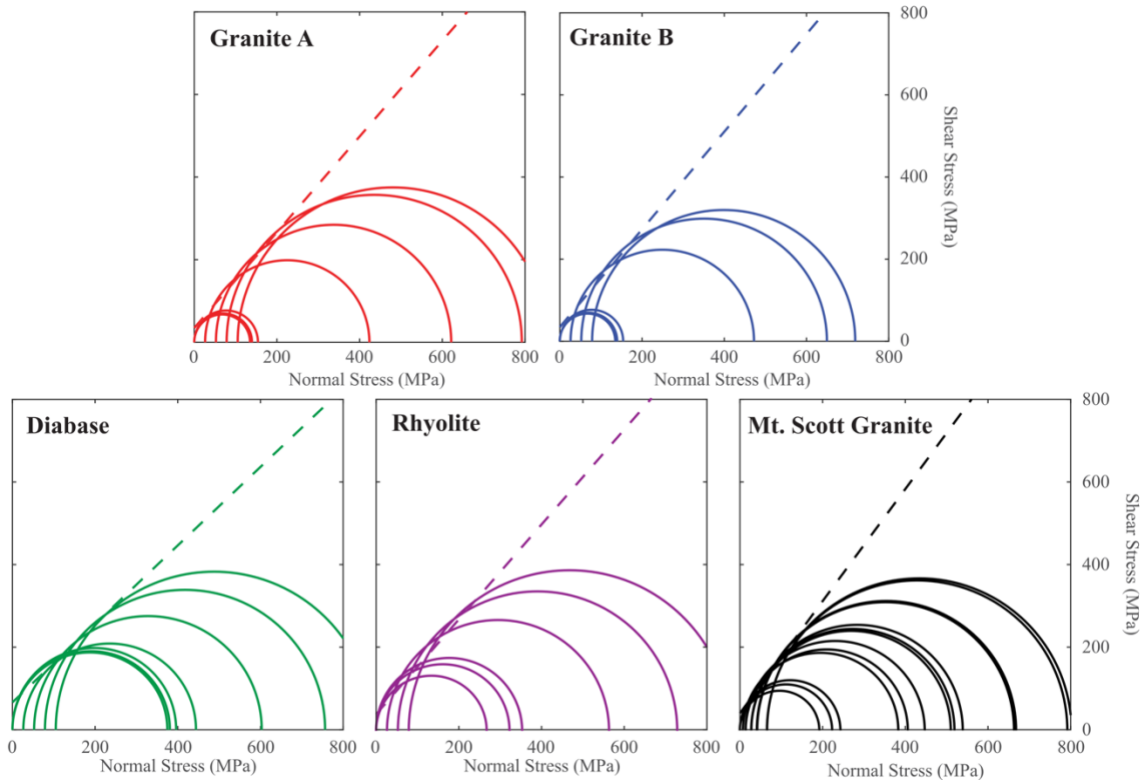 Granite A
Granite B
800
600
400
200
0
Shear Stress (MPa)
0 200 400 600 800
Normal Stress (MPa)
0 200 400 600 800
Normal Stress (MPa)
Diabase
Rhyolite
Mt. Scott Granite
800
600
400
200
0
Shear Stress (MPa)
0 200 400 600 800
Normal Stress (MPa)
0 200 400 600 800
Normal Stress (MPa)
0 200 400 600 800
Normal Stress (MPa)